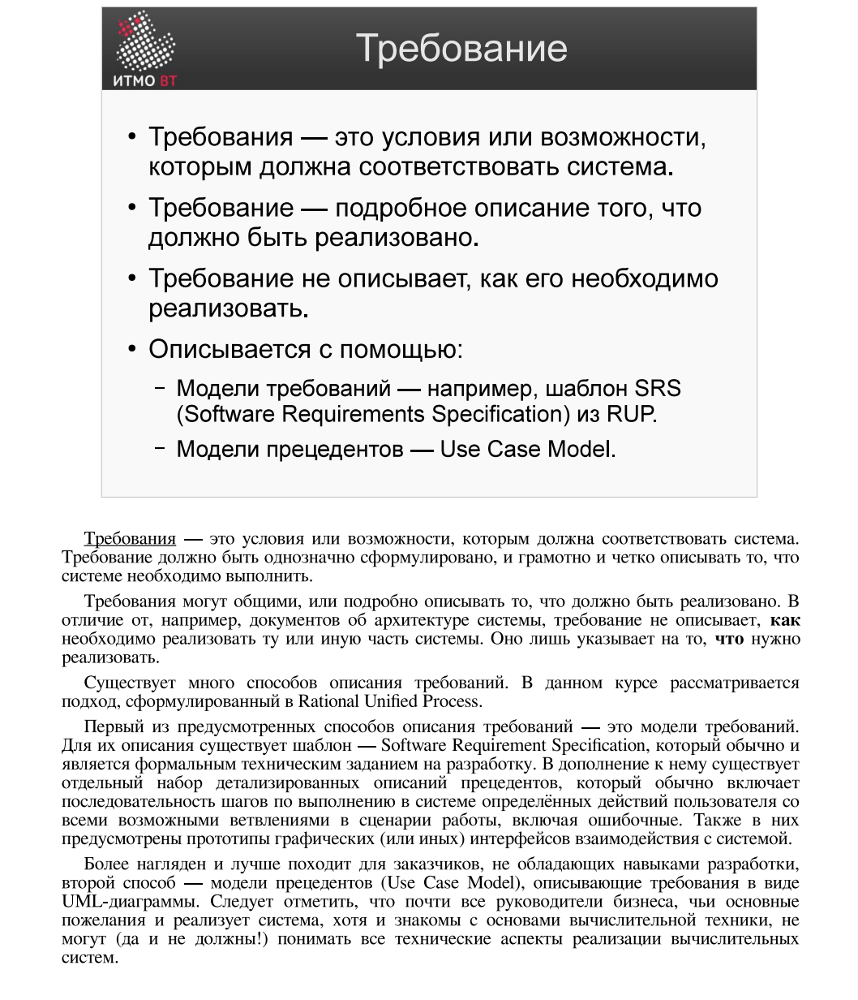 ИТМО ВТ
Требование
• Требования — это условия или возможности,
которым должна соответствовать система.
• Требование — подробное описание того, что
должно быть реализовано.
• Требование не описывает, как его необходимо
реализовать.
• Описывается с помощью:
– Модели требований — например, шаблон SRS
(Software Requirements Specification) из RUP.
– Модели прецедентов — Use Case Model.
Требования — это условия или возможности, которым должна соответствовать система.
Требование должно быть однозначно сформулировано, и грамотно и четко описывать то, что
системе необходимо выполнить.
Требования могут общими, или подробно описывать то, что должно быть реализовано. В
отличие от, например, документов об архитектуре системы, требование не описывает, как
необходимо реализовать ту или иную часть системы. Оно лишь указывает на то, что нужно
реализовать.
Существует много способов описания требований. В данном курсе рассматривается
подход, сформулированный в Rational Unified Process.
Первый из предусмотренных способов описания требований — это модели требований.
Для их описания существует шаблон — Software Requirement Specification, который обычно и
является формальным техническим заданием на разработку. В дополнение к нему существует
отдельный набор детализированных описаний прецедентов, который обычно включает
последовательность шагов по выполнению в системе определённых действий пользователя со
всеми возможными ветвлениями в сценарии работы, включая ошибочные. Также в них
предусмотрены прототипы графических (или иных) интерфейсов взаимодействия с системой.
Более нагляден и лучше походит для заказчиков, не обладающих навыками разработки,
второй способ — модели прецедентов (Use Case Model), описывающие требования в виде
UML-диаграммы. Следует отметить, что почти все руководители бизнеса, чьи основные
пожелания и реализует система, хотя и знакомы с основами вычислительной техники, не
могут (да и не должны!) понимать все технические аспекты реализации вычислительных
систем.